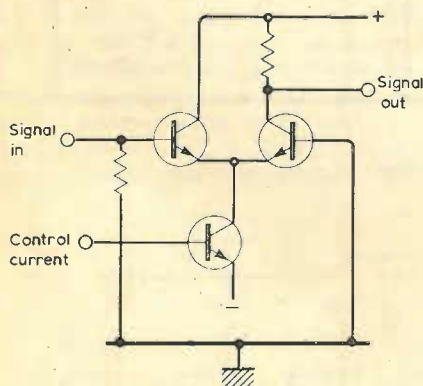 +
Signal
out
Signal
in
Control
current
−